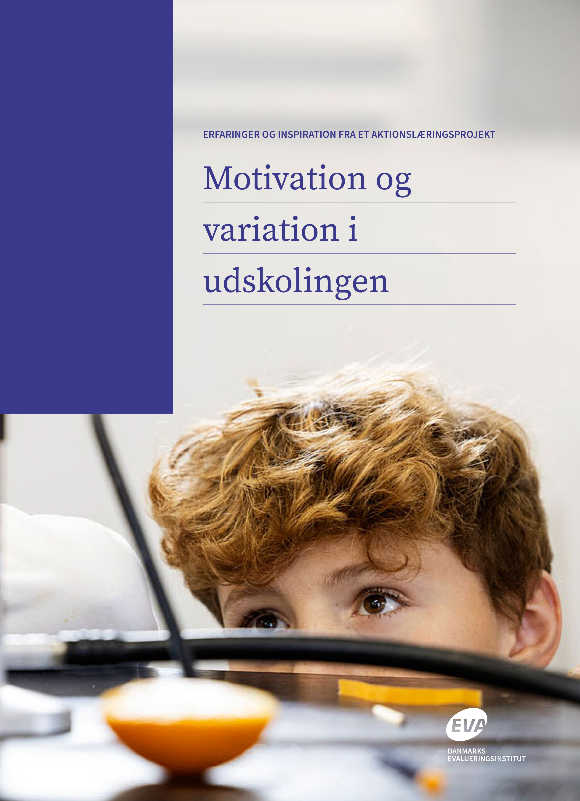 ERFARINGER OG INSPIRATION FRA ET AKTIONSLÆRINGSPROJEKT
Motivation og
variation i
udskolingen
EVA
DANMARKS
EVALUERINGSINSTITUT